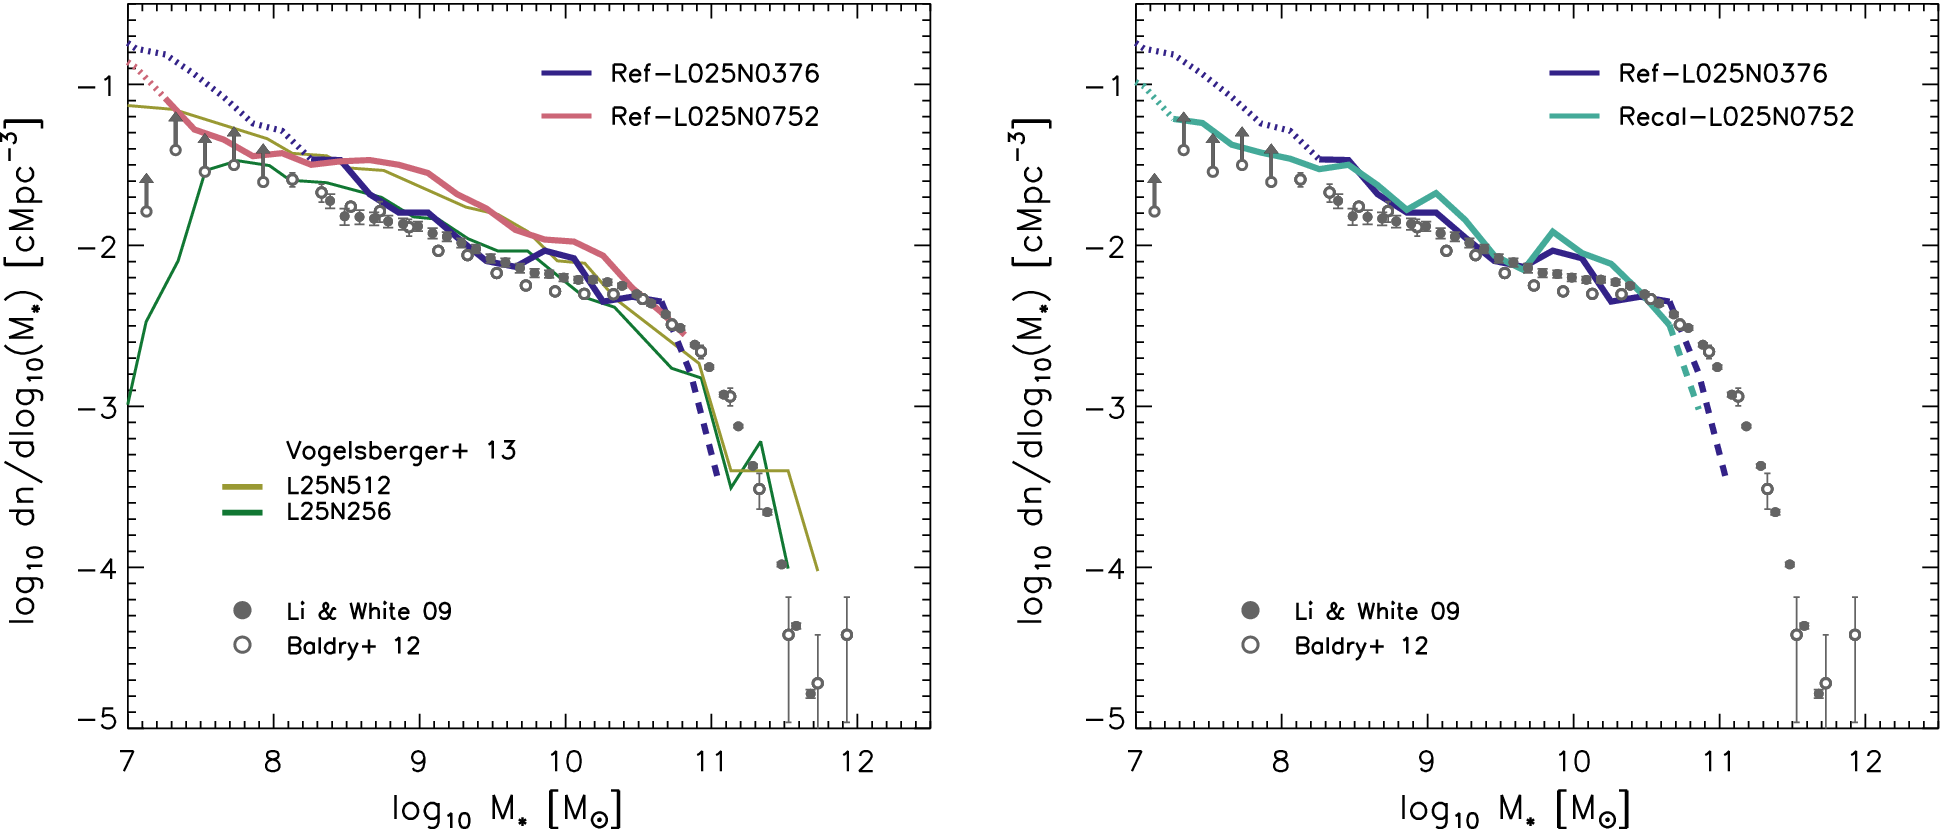 Ref-L025N0376
Ref-L025N0752
-1
-2
-3
-4
-5
Vogelsberger+ 13
L25N512
L25N256
Li & White 09
Baldry+ 12
7 8 9 10 11 12
log₁₀ M⁎ [M☉]
log₁₀ dn/dlog₁₀(M⁎) [cMpc⁻³]
Ref-L025N0376
Recal-L025N0752
-1
-2
-3
-4
-5
Li & White 09
Baldry+ 12
7 8 9 10 11 12
log₁₀ M⁎ [M☉]
log₁₀ dn/dlog₁₀(M⁎) [cMpc⁻³]